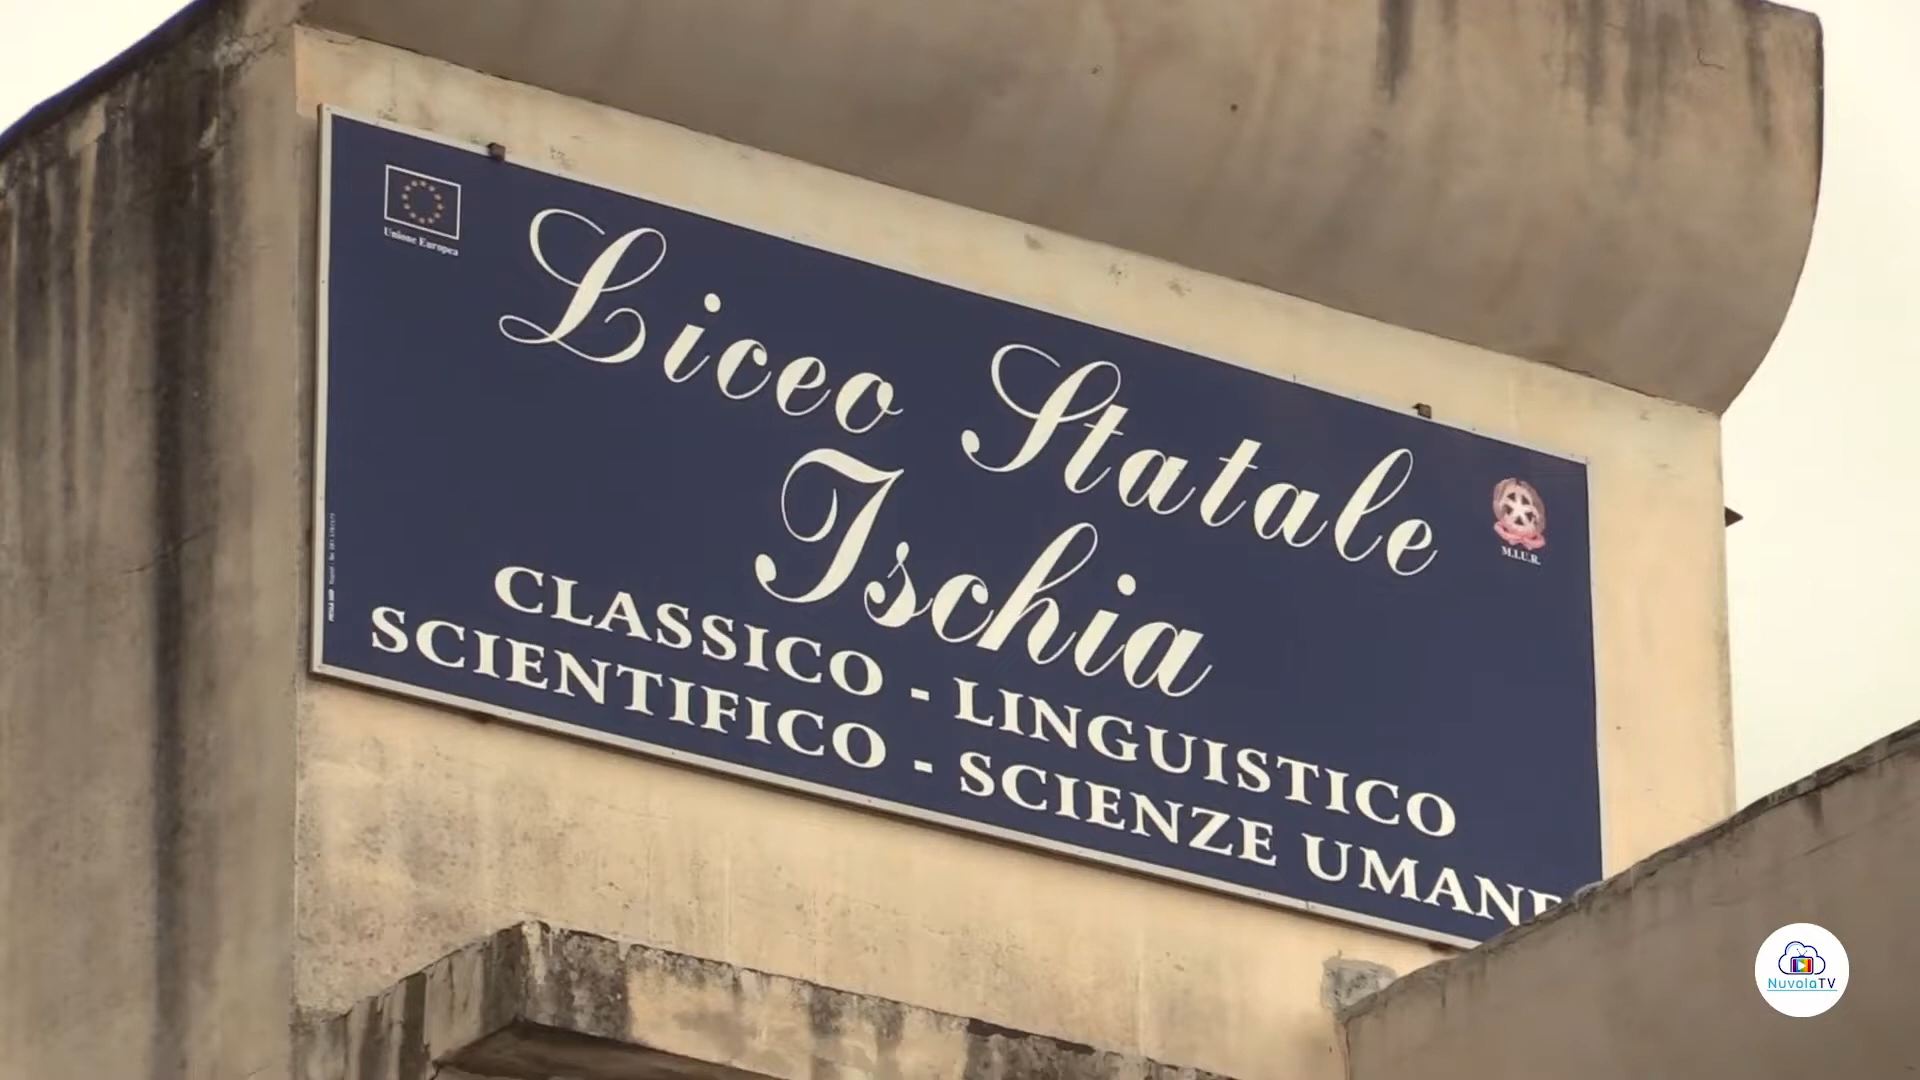 Unione Europea
Liceo Statale
Ischia
M.I.U.R.
CLASSICO - LINGUISTICO
SCIENTIFICO - SCIENZE UMANE
NuvolaTV